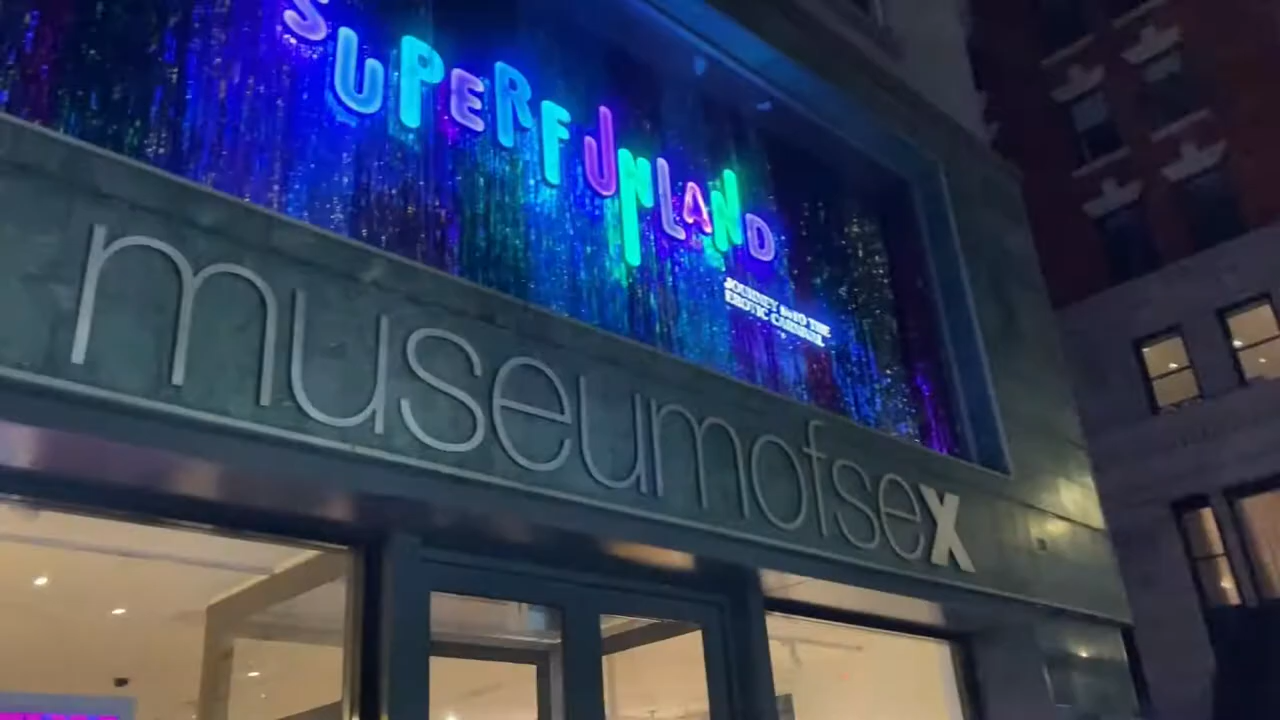 SUPERFUNLAND
JOURNEY INTO THE
EROTIC CARNIVAL
museumofsex